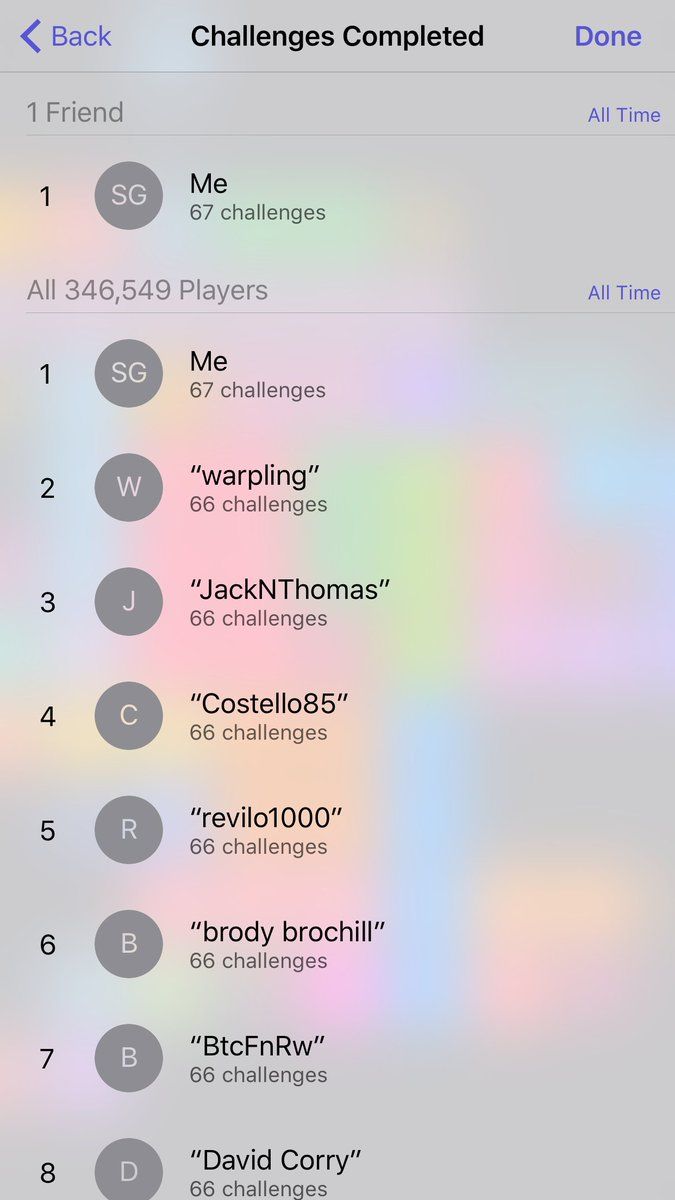 Back Challenges Completed Done
1 Friend All Time
1 SG Me
67 challenges
All 346,549 Players All Time
1 SG Me
67 challenges
2 W “warpling”
66 challenges
3 J “JackNThomas”
66 challenges
4 C “Costello85”
66 challenges
5 R “revilo1000”
66 challenges
6 B “brody brochill”
66 challenges
7 B “BtcFnRw”
66 challenges
8 D “David Corry”
66 challenges